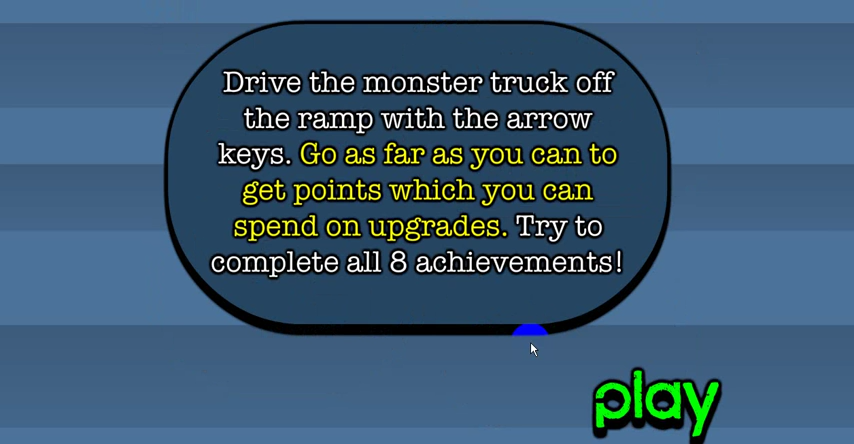 Drive the monster truck off
the ramp with the arrow
keys. Go as far as you can to
get points which you can
spend on upgrades. Try to
complete all 8 achievements!
play